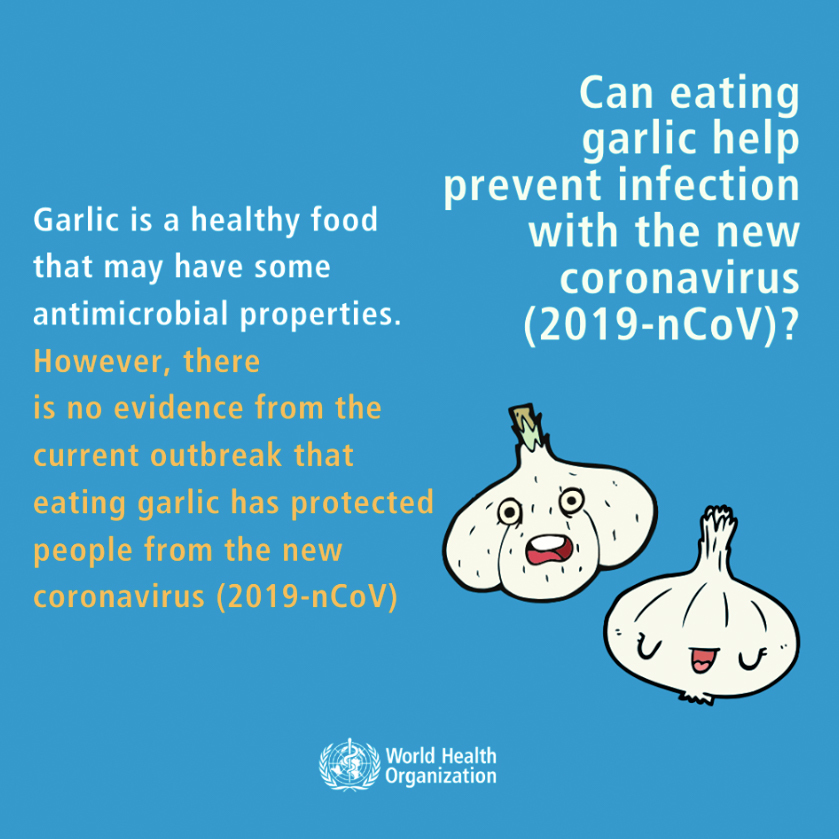 Can eating
garlic help
prevent infection
with the new
coronavirus
(2019-nCoV)?
Garlic is a healthy food
that may have some
antimicrobial properties.
However, there
is no evidence from the
current outbreak that
eating garlic has protected
people from the new
coronavirus (2019-nCoV)
World Health
Organization